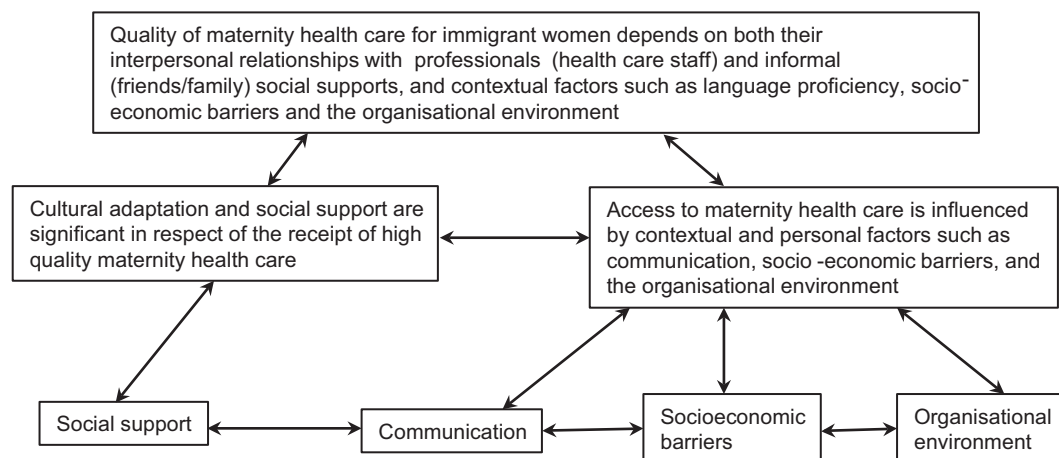 Quality of maternity health care for immigrant women depends on both their
interpersonal relationships with professionals (health care staff) and informal
(friends/family) social supports, and contextual factors such as language proficiency, socio-
economic barriers and the organisational environment
Cultural adaptation and social support are
significant in respect of the receipt of high
quality maternity health care
Access to maternity health care is influenced
by contextual and personal factors such as
communication, socio -economic barriers, and
the organisational environment
Social support
Communication
Socioeconomic
barriers
Organisational
environment